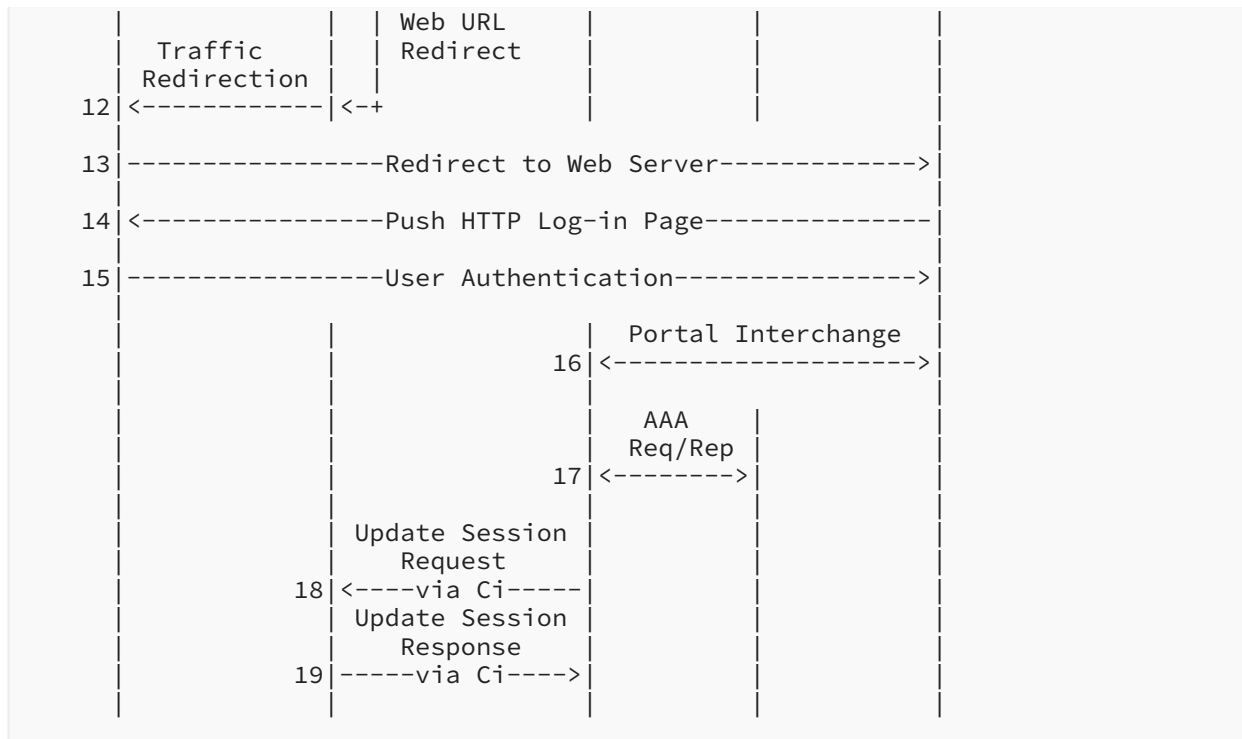 |             |  | Web URL     |          |           |
|  Traffic    |  | Redirect    |          |           |
| Redirection |  |             |          |           |
12|<------------|<-+             |          |           |
|                                                     |
13|-----------------Redirect to Web Server------------->|
|                                                     |
14|<----------------Push HTTP Log-in Page---------------|
|                                                     |
15|-----------------User Authentication---------------->|
|                                                     |
|             |                |  Portal Interchange  |
|             |              16|<-------------------->|
|             |                |                      |
|             |                |   AAA    |           |
|             |                |  Req/Rep |           |
|             |              17|<-------->|           |
|             |                |          |           |
|             | Update Session |          |           |
|             |    Request     |          |           |
|           18|<----via Ci-----|          |           |
|             | Update Session |          |           |
|             |    Response    |          |           |
|           19|-----via Ci---->|          |           |
|             |                |          |           |